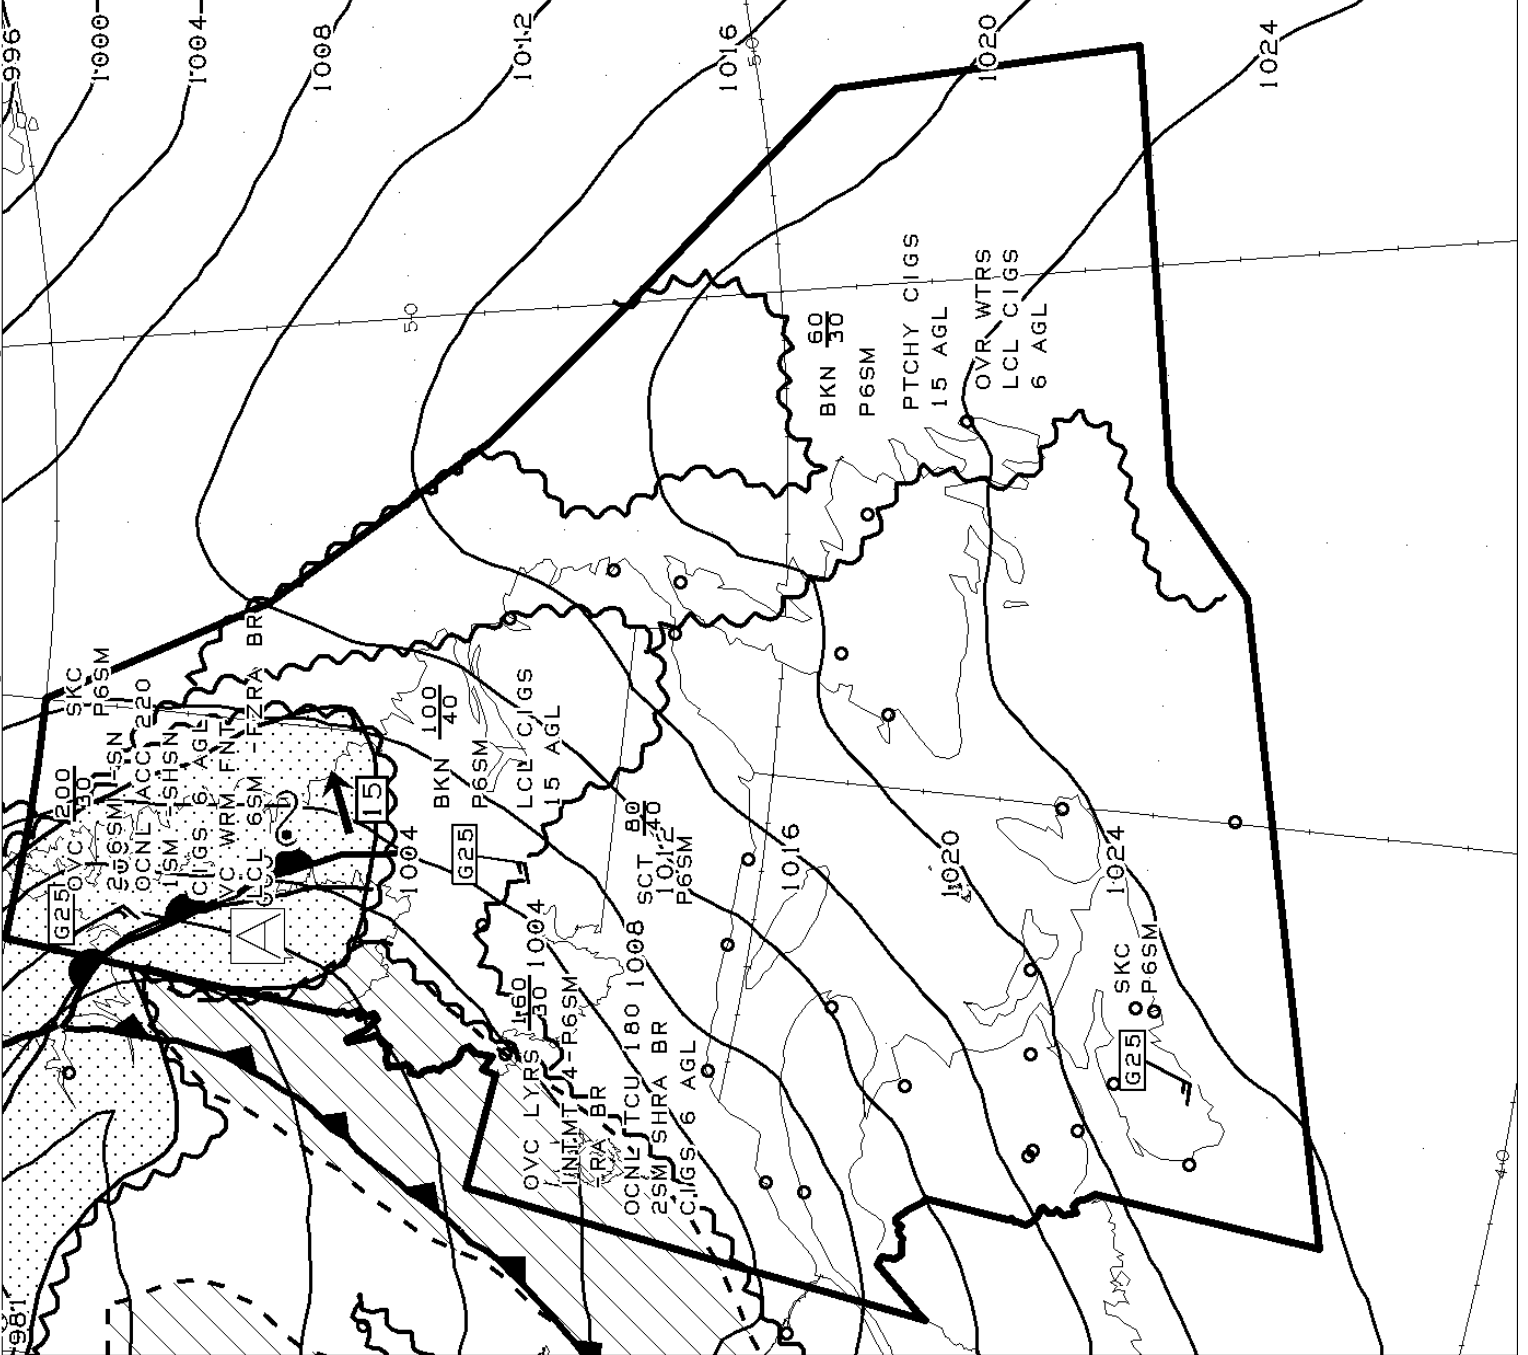 996
1000
1004
1008
1012
1016
1020
1024
50
50
SKC
P6SM
OVC 200
30
2-6SM -SN
OCNL ACC 220
1SM -SHSN
CIGS 6 AGL
VC WRM FNT
LCL 6SM -FZRA BR
G25
15
1004
BKN 100
40
P6SM
LCL CIGS
15 AGL
G25
BKN 60
30
P6SM
PTCHY CIGS
15 AGL
OVR WTRS
LCL CIGS
6 AGL
SCT 80
40
P6SM
1012
1016
1020
1024
1004
1008
OVC LYRS 160
30
INTMT 4-P6SM
-RA BR
OCNL TCU 180
2SM SHRA BR
CIGS 6 AGL
SKC
P6SM
G25
981
40